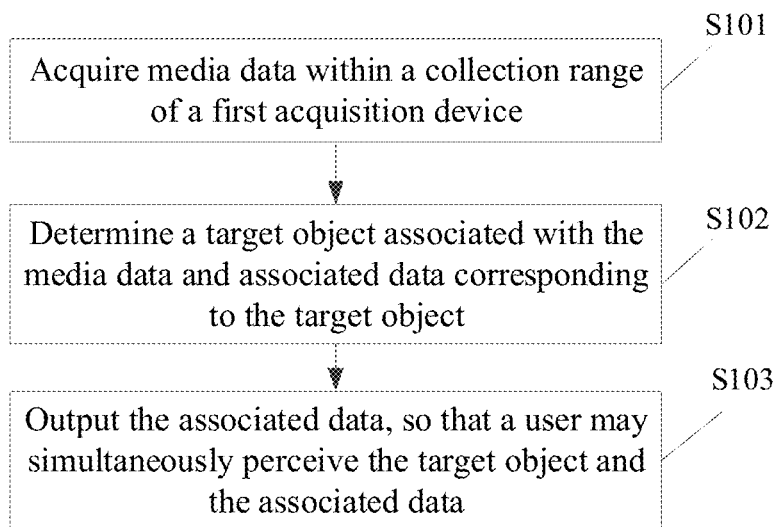 S101
Acquire media data within a collection range
of a first acquisition device
S102
Determine a target object associated with the
media data and associated data corresponding
to the target object
S103
Output the associated data, so that a user may
simultaneously perceive the target object and
the associated data